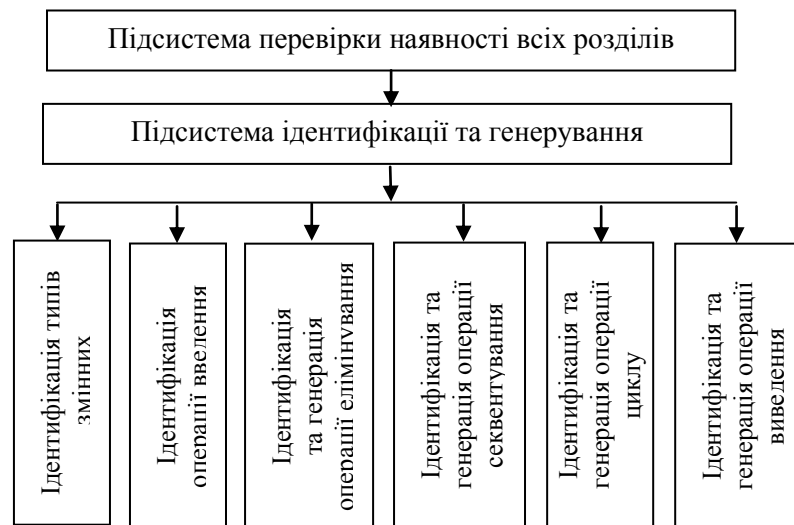 Підсистема перевірки наявності всіх розділів
Підсистема ідентифікації та генерування
Ідентифікація типів
змінних
Ідентифікація
операції введення
Ідентифікація
та генерація
операції елімінування
Ідентифікація та
генерація операції
секвентування
Ідентифікація та
генерація операції
циклу
Ідентифікація та
генерація операції
виведення